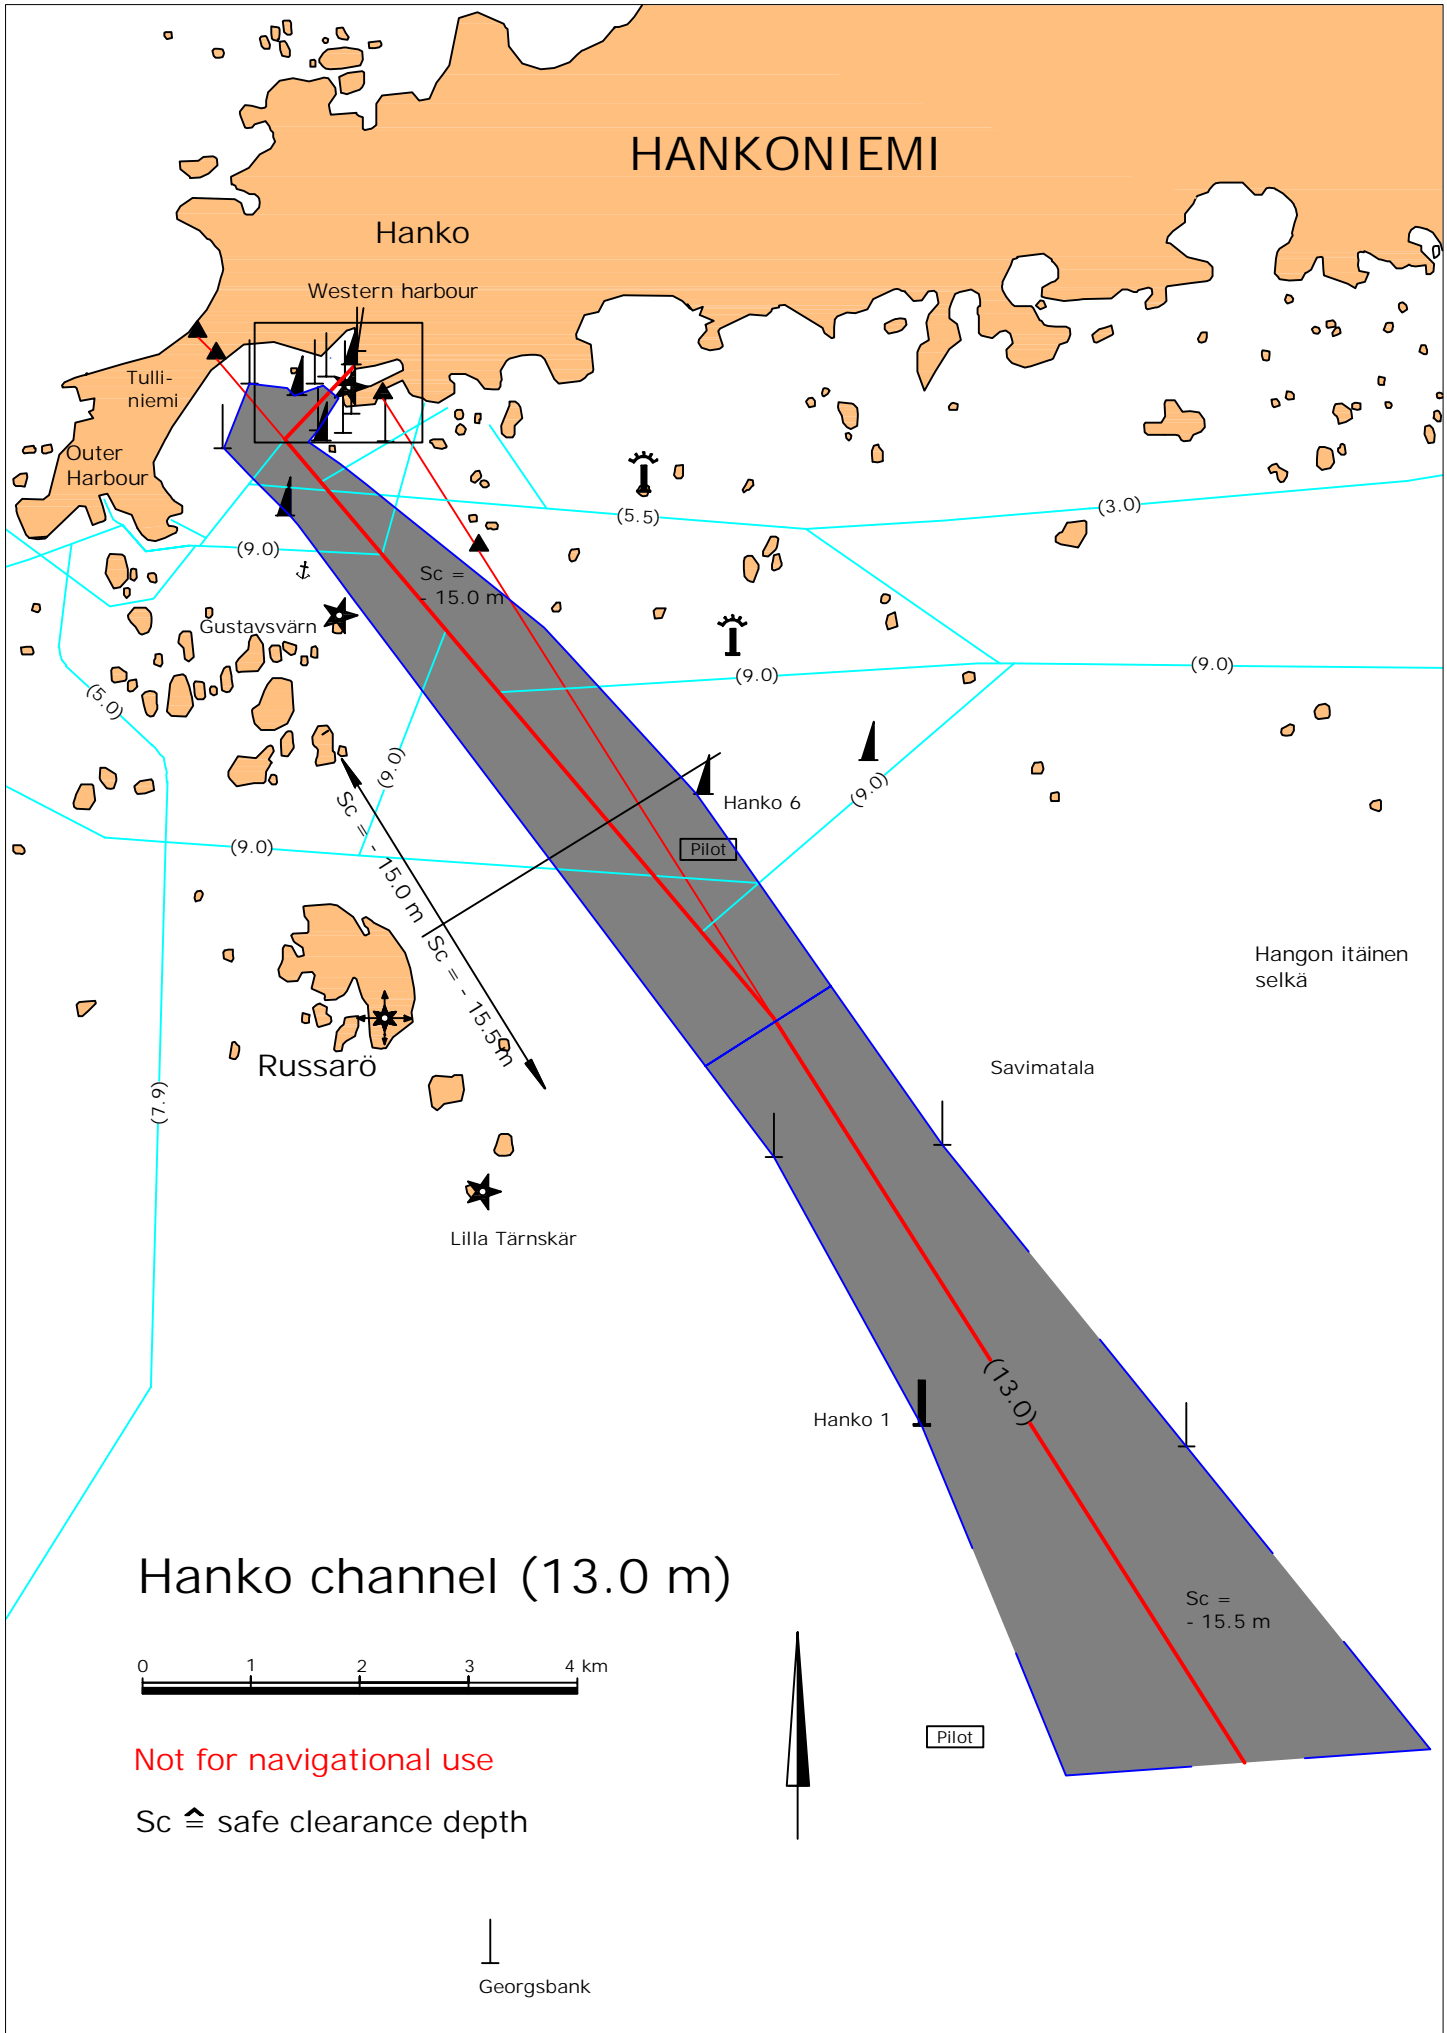 HANKONIEMI
Hanko
Western harbour
Tulli-
niemi
Outer
Harbour
(5.5)
(3.0)
(9.0)
Sc =
- 15.0 m
Gustavsvärn
(9.0)
(9.0)
(5.0)
(9.0)
(9.0)
Hanko 6
Pilot
(9.0)
Sc = - 15.0 m
Sc = - 15.5 m
Hangon itäinen
selkä
Russarö
Savimatala
(7.9)
Lilla Tärnskär
(13.0)
Hanko 1
Hanko channel (13.0 m)
Sc =
- 15.5 m
0 1 2 3 4 km
Pilot
Not for navigational use
Sc ≙ safe clearance depth
Georgsbank